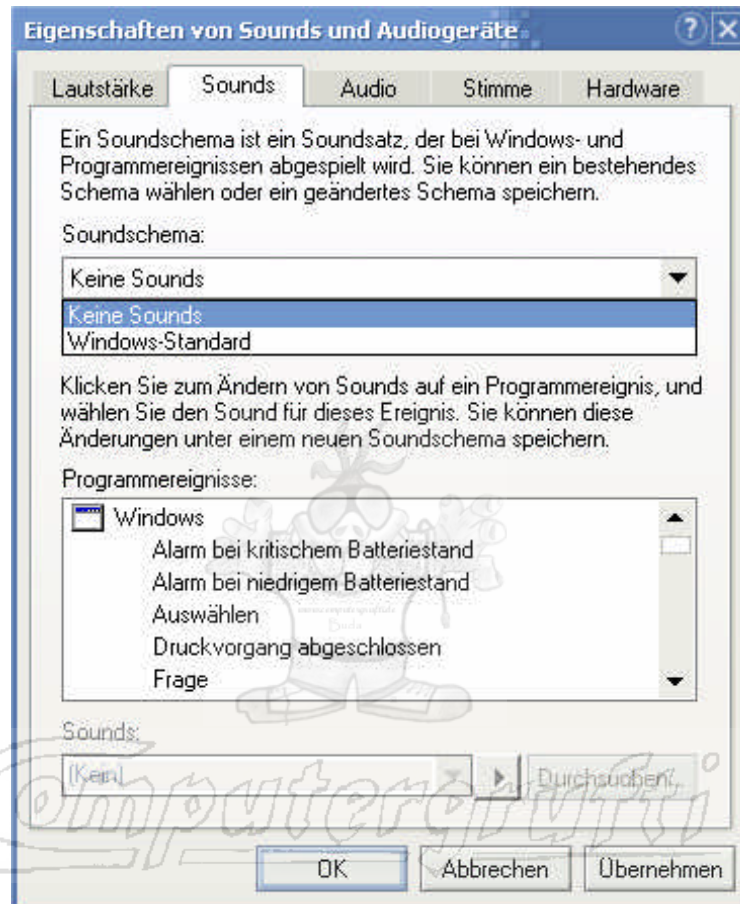 Eigenschaften von Sounds und Audiogeräte
Lautstärke Sounds Audio Stimme Hardware
Ein Soundschema ist ein Soundsatz, der bei Windows- und
Programmereignissen abgespielt wird. Sie können ein bestehendes
Schema wählen oder ein geändertes Schema speichern.
Soundschema:
Keine Sounds
Keine Sounds
Windows-Standard
Klicken Sie zum Ändern von Sounds auf ein Programmereignis, und
wählen Sie den Sound für dieses Ereignis. Sie können diese
Änderungen unter einem neuen Soundschema speichern.
Programmereignisse:
Windows
Alarm bei kritischem Batteriestand
Alarm bei niedrigem Batteriestand
Auswählen
Druckvorgang abgeschlossen
Frage
Sounds:
(Kein)
Durchsuchen...
Computergrufti
OK Abbrechen Übernehmen